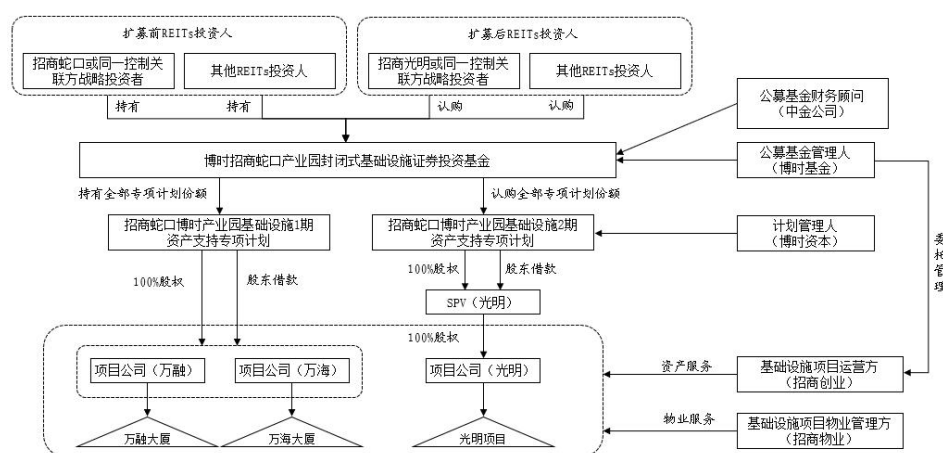 扩募前REITs投资人
扩募后REITs投资人
招商蛇口或同一控制关
联方战略投资者
其他REITs投资人
招商光明或同一控制关
联方战略投资者
其他REITs投资人
持有
持有
认购
认购
公募基金财务顾问
（中金公司）
博时招商蛇口产业园封闭式基础设施证券投资基金
公募基金管理人
（博时基金）
持有全部专项计划份额
认购全部专项计划份额
招商蛇口博时产业园基础设施1期
资产支持专项计划
招商蛇口博时产业园基础设施2期
资产支持专项计划
计划管理人
（博时资本）
委托管理
100%股权
股东借款
100%股权
股东借款
SPV（光明）
100%股权
项目公司（万融）
项目公司（万海）
项目公司（光明）
资产服务
基础设施项目运营方
（招商创业）
万融大厦
万海大厦
光明项目
物业服务
基础设施项目物业管理方
（招商物业）